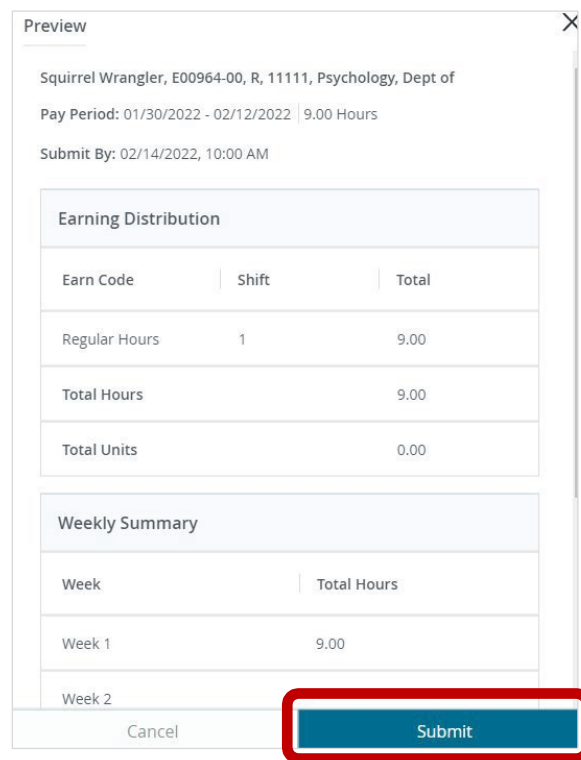 Preview
Squirrel Wrangler, E00964-00, R, 11111, Psychology, Dept of
Pay Period: 01/30/2022 - 02/12/2022 9.00 Hours
Submit By: 02/14/2022, 10:00 AM
Earning Distribution
Earn Code Shift Total
Regular Hours 1 9.00
Total Hours 9.00
Total Units 0.00
Weekly Summary
Week Total Hours
Week 1 9.00
Week 2
Cancel Submit